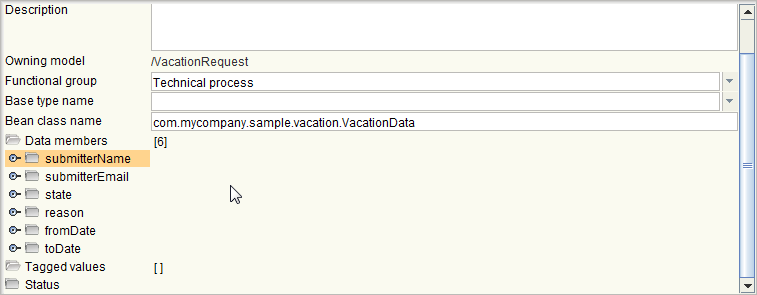 Description
Owning model /VacationRequest
Functional group Technical process
Base type name
Bean class name com.mycompany.sample.vacation.VacationData
Data members [6]
submitterName
submitterEmail
state
reason
fromDate
toDate
Tagged values [ ]
Status